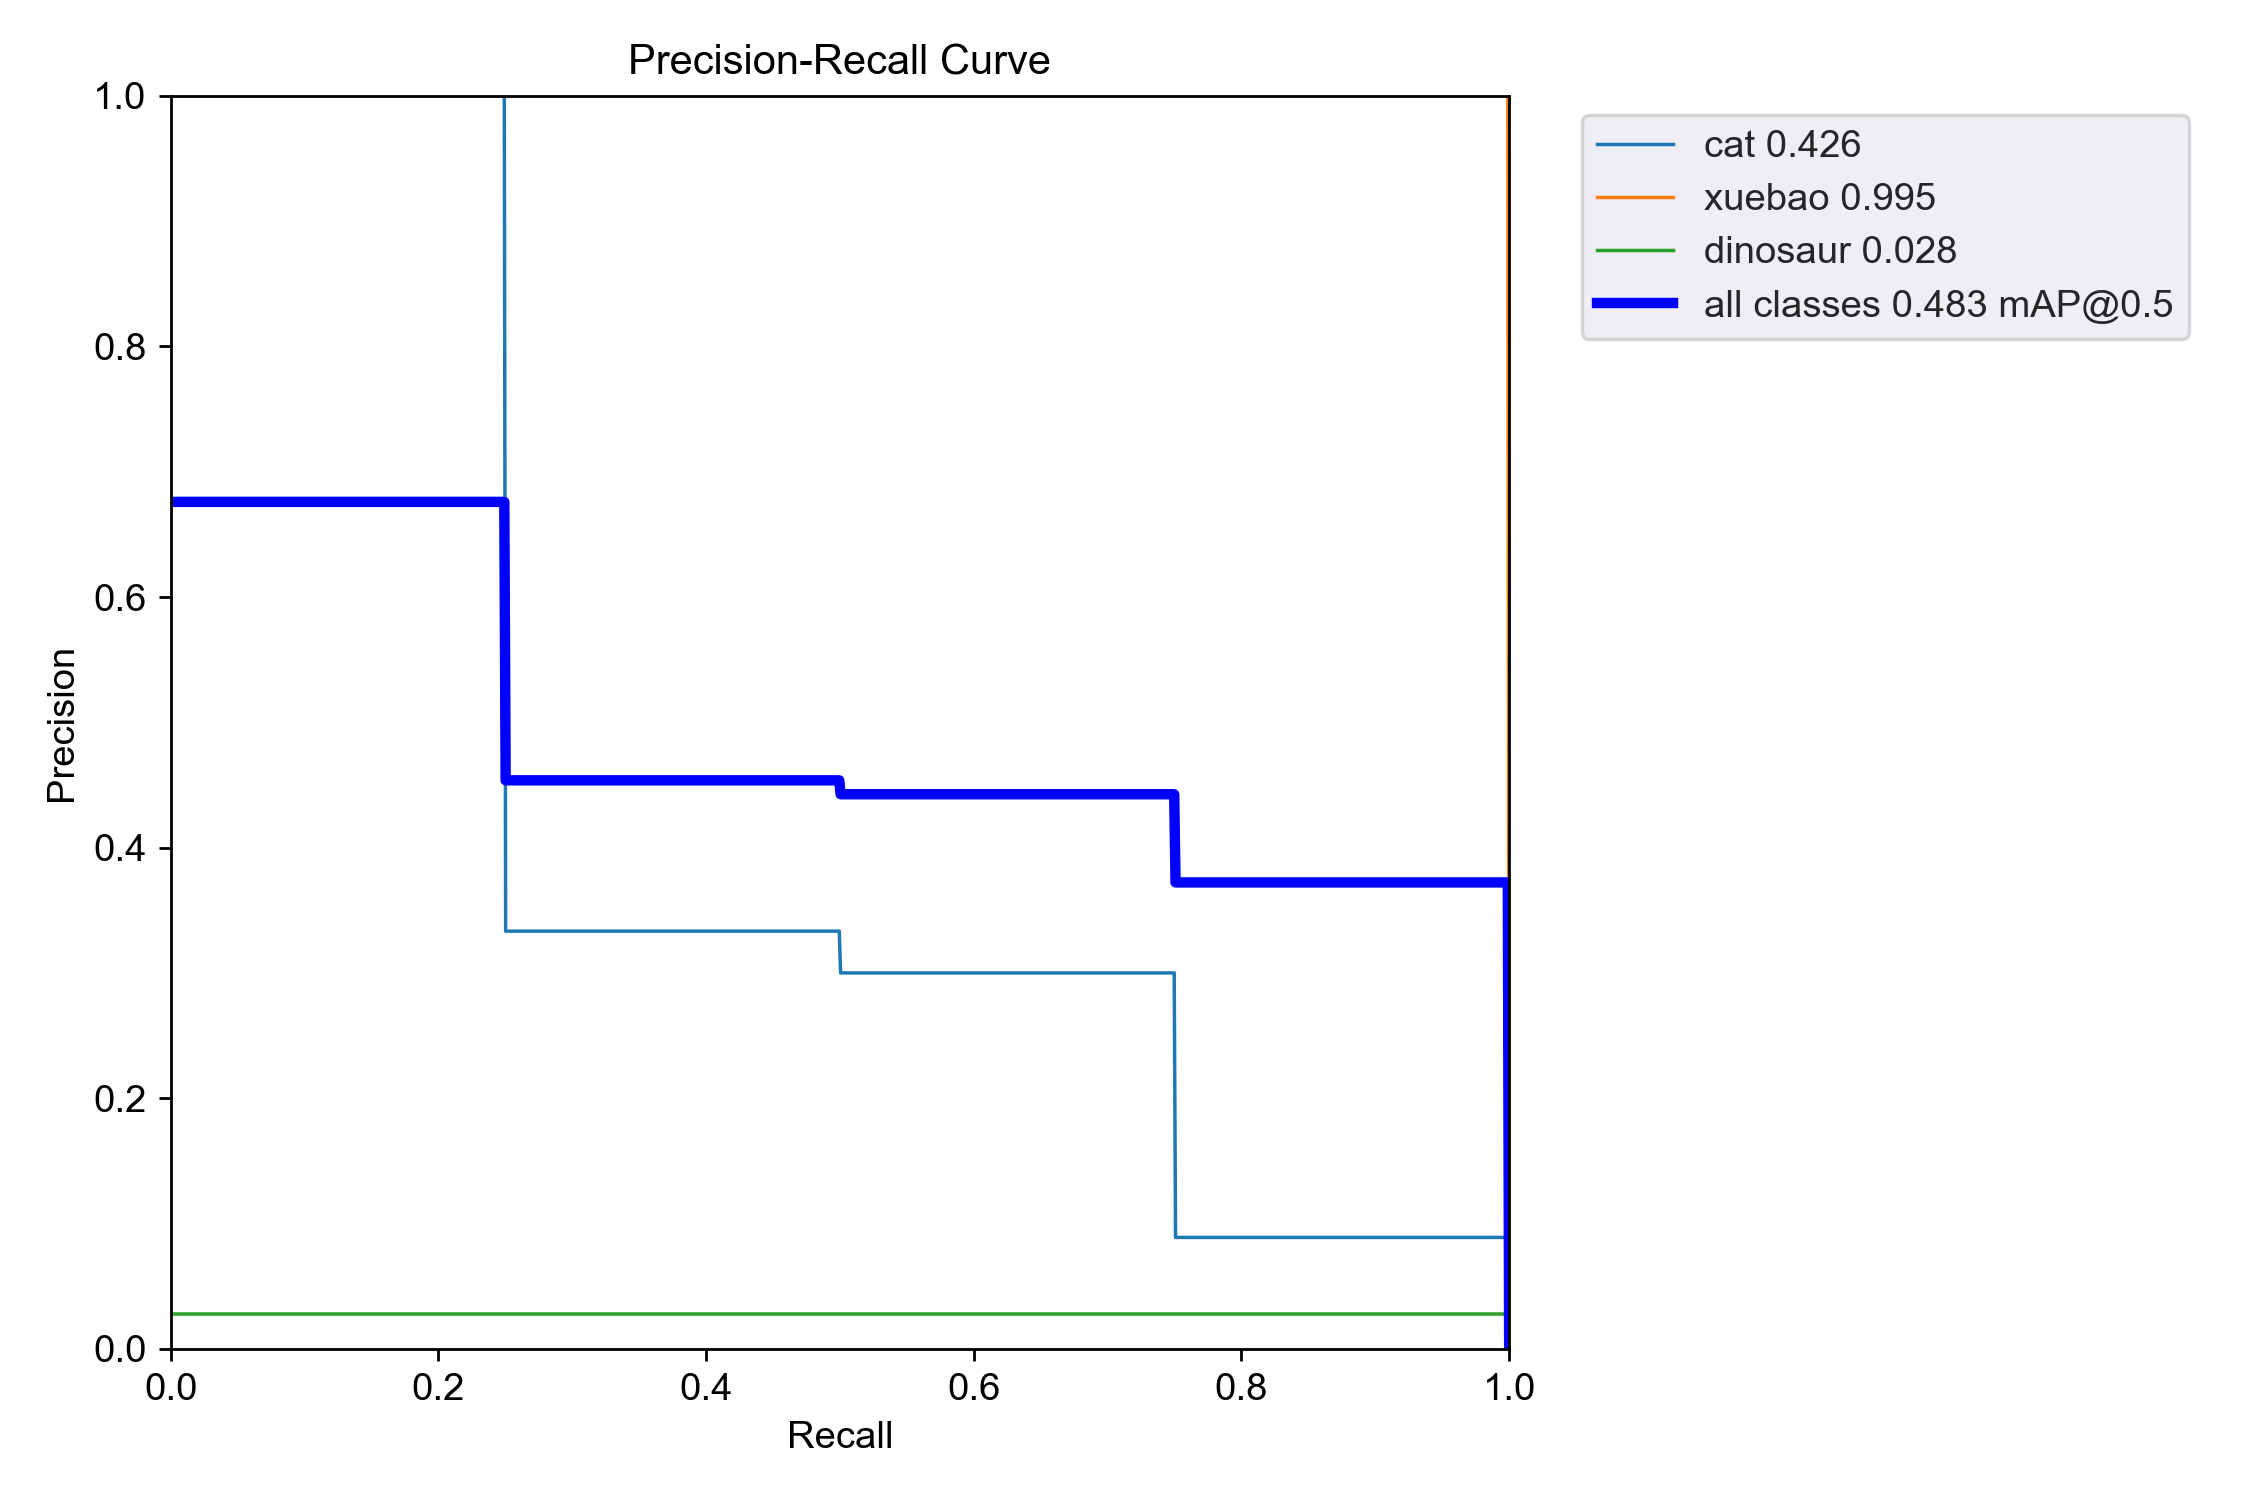 Precision-Recall Curve
1.0
0.8
0.6
0.4
0.2
0.0
Precision
0.0 0.2 0.4 0.6 0.8 1.0
Recall
cat 0.426
xuebao 0.995
dinosaur 0.028
all classes 0.483 mAP@0.5